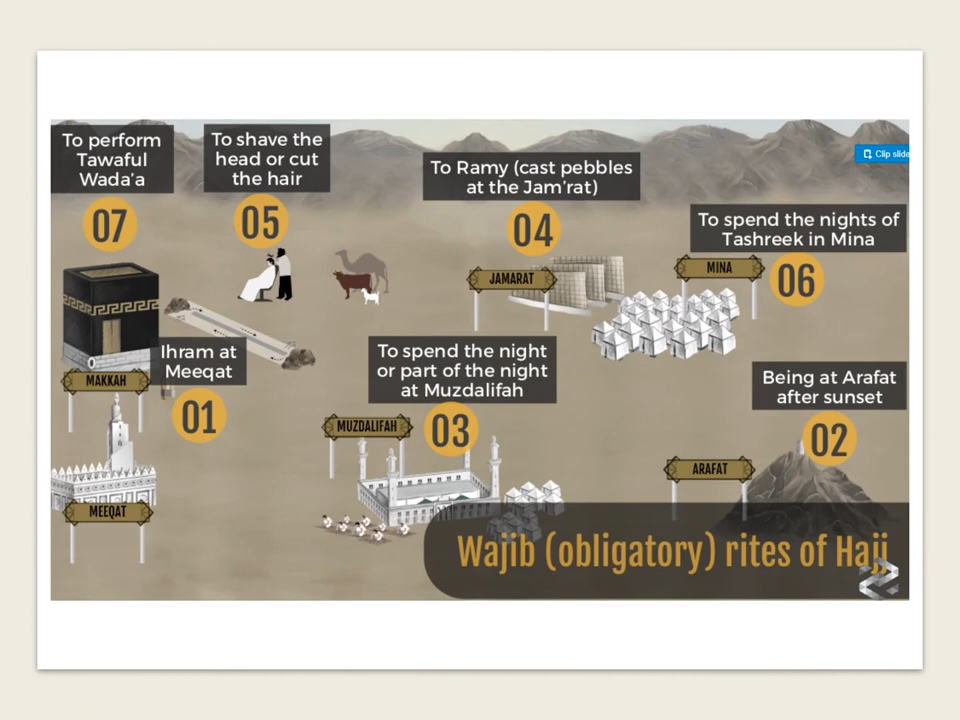 To perform
Tawaful
Wada'a
07
To shave the
head or cut
the hair
05
To Ramy (cast pebbles
at the Jam'rat)
04
To spend the nights of
Tashreek in Mina
06
Clip slide
JAMARAT
MINA
MAKKAH
Ihram at
Meeqat
01
To spend the night
or part of the night
at Muzdalifah
03
MUZDALIFAH
Being at Arafat
after sunset
02
ARAFAT
MEEQAT
Wajib (obligatory) rites of Hajj